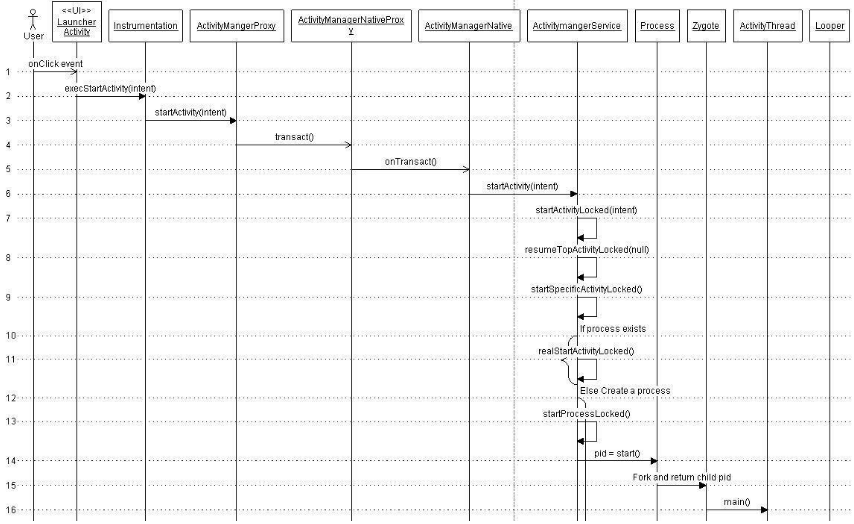 <<UI>>
Launcher
Activity
User
Instrumentation
ActivityMangerProxy
ActivityManagerNativeProx
y
ActivityManagerNative
ActivitymangerService
Process
Zygote
ActivityThread
Looper
1
onClick event
2
execStartActivity(intent)
3
startActivity(intent)
4
transact()
5
onTransact()
6
startActivity(intent)
7
startActivityLocked(intent)
8
resumeTopActivityLocked(null)
9
startSpecificActivityLocked()
10
If process exists
11
realStartActivityLocked()
12
Else Create a process
13
startProcessLocked()
14
pid = start()
15
Fork and return child pid
16
main()